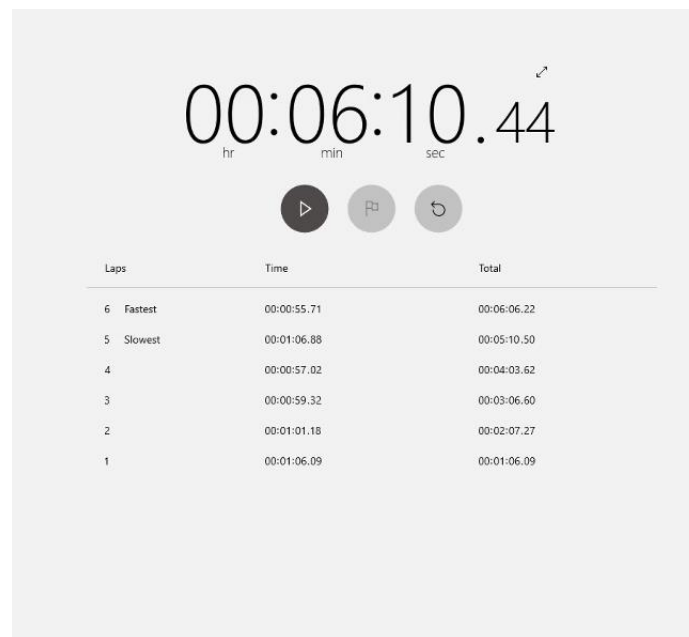 00:06:10.44
hr min sec
Laps Time Total
6 Fastest 00:00:55.71 00:06:06.22
5 Slowest 00:01:06.88 00:05:10.50
4 00:00:57.02 00:04:03.62
3 00:00:59.32 00:03:06.60
2 00:01:01.18 00:02:07.27
1 00:01:06.09 00:01:06.09